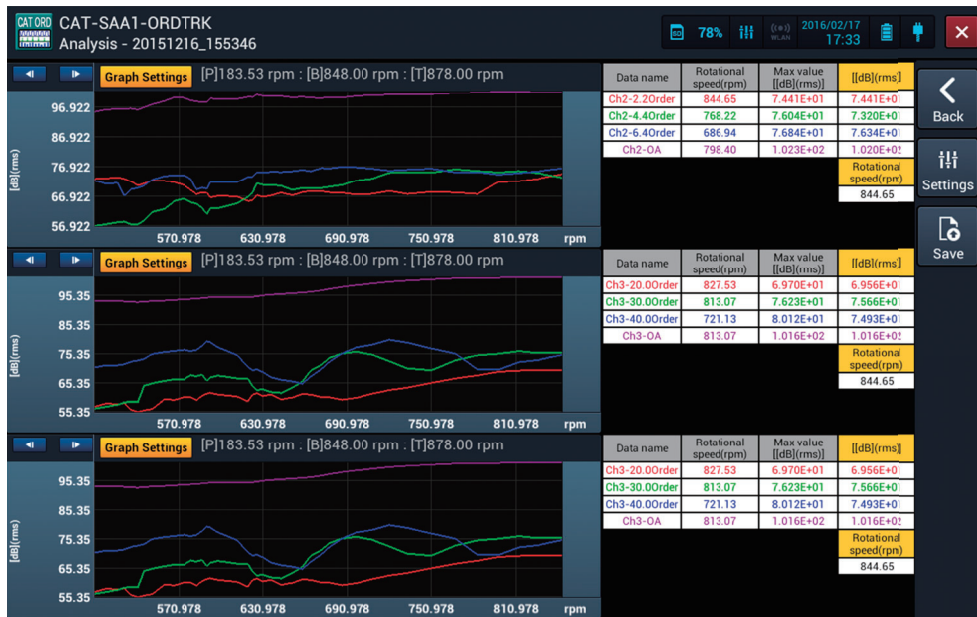 CAT ORD
CAT-SAA1-ORDTRK
Analysis - 20151216_155346
SD 78% WLAN 2016/02/17
17:33
Graph Settings [P]183.53 rpm : [B]848.00 rpm : [T]878.00 rpm
[dB](rms)
96.922
86.922
76.922
66.922
56.922
570.978 630.978 690.978 750.978 810.978 rpm
Data name Rotational speed(rpm) Max value [[dB](rms)] [[dB](rms)]
Ch2-2.2Order 844.65 7.441E+01 7.441E+0
Ch2-4.4Order 768.22 7.604E+01 7.320E+0
Ch2-6.4Order 686.94 7.684E+01 7.634E+0
Ch2-OA 798.40 1.023E+02 1.020E+02
Rotational
speed(rpm)
844.65
Back
Settings
Save
Graph Settings [P]183.53 rpm : [B]848.00 rpm : [T]878.00 rpm
[dB](rms)
95.35
85.35
75.35
65.35
55.35
570.978 630.978 690.978 750.978 810.978 rpm
Data name Rotational speed(rpm) Max value [[dB](rms)] [[dB](rms)]
Ch3-20.0Order 827.53 6.970E+01 6.956E+0
Ch3-30.0Order 813.07 7.623E+01 7.566E+0
Ch3-40.0Order 721.13 8.012E+01 7.493E+0
Ch3-OA 813.07 1.016E+02 1.016E+02
Rotational
speed(rpm)
844.65
Graph Settings [P]183.53 rpm : [B]848.00 rpm : [T]878.00 rpm
[dB](rms)
95.35
85.35
75.35
65.35
55.35
570.978 630.978 690.978 750.978 810.978 rpm
Data name Rotational speed(rpm) Max value [[dB](rms)] [[dB](rms)]
Ch3-20.0Order 827.53 6.970E+01 6.956E+0
Ch3-30.0Order 813.07 7.623E+01 7.566E+0
Ch3-40.0Order 721.13 8.012E+01 7.493E+0
Ch3-OA 813.07 1.016E+02 1.016E+02
Rotational
speed(rpm)
844.65